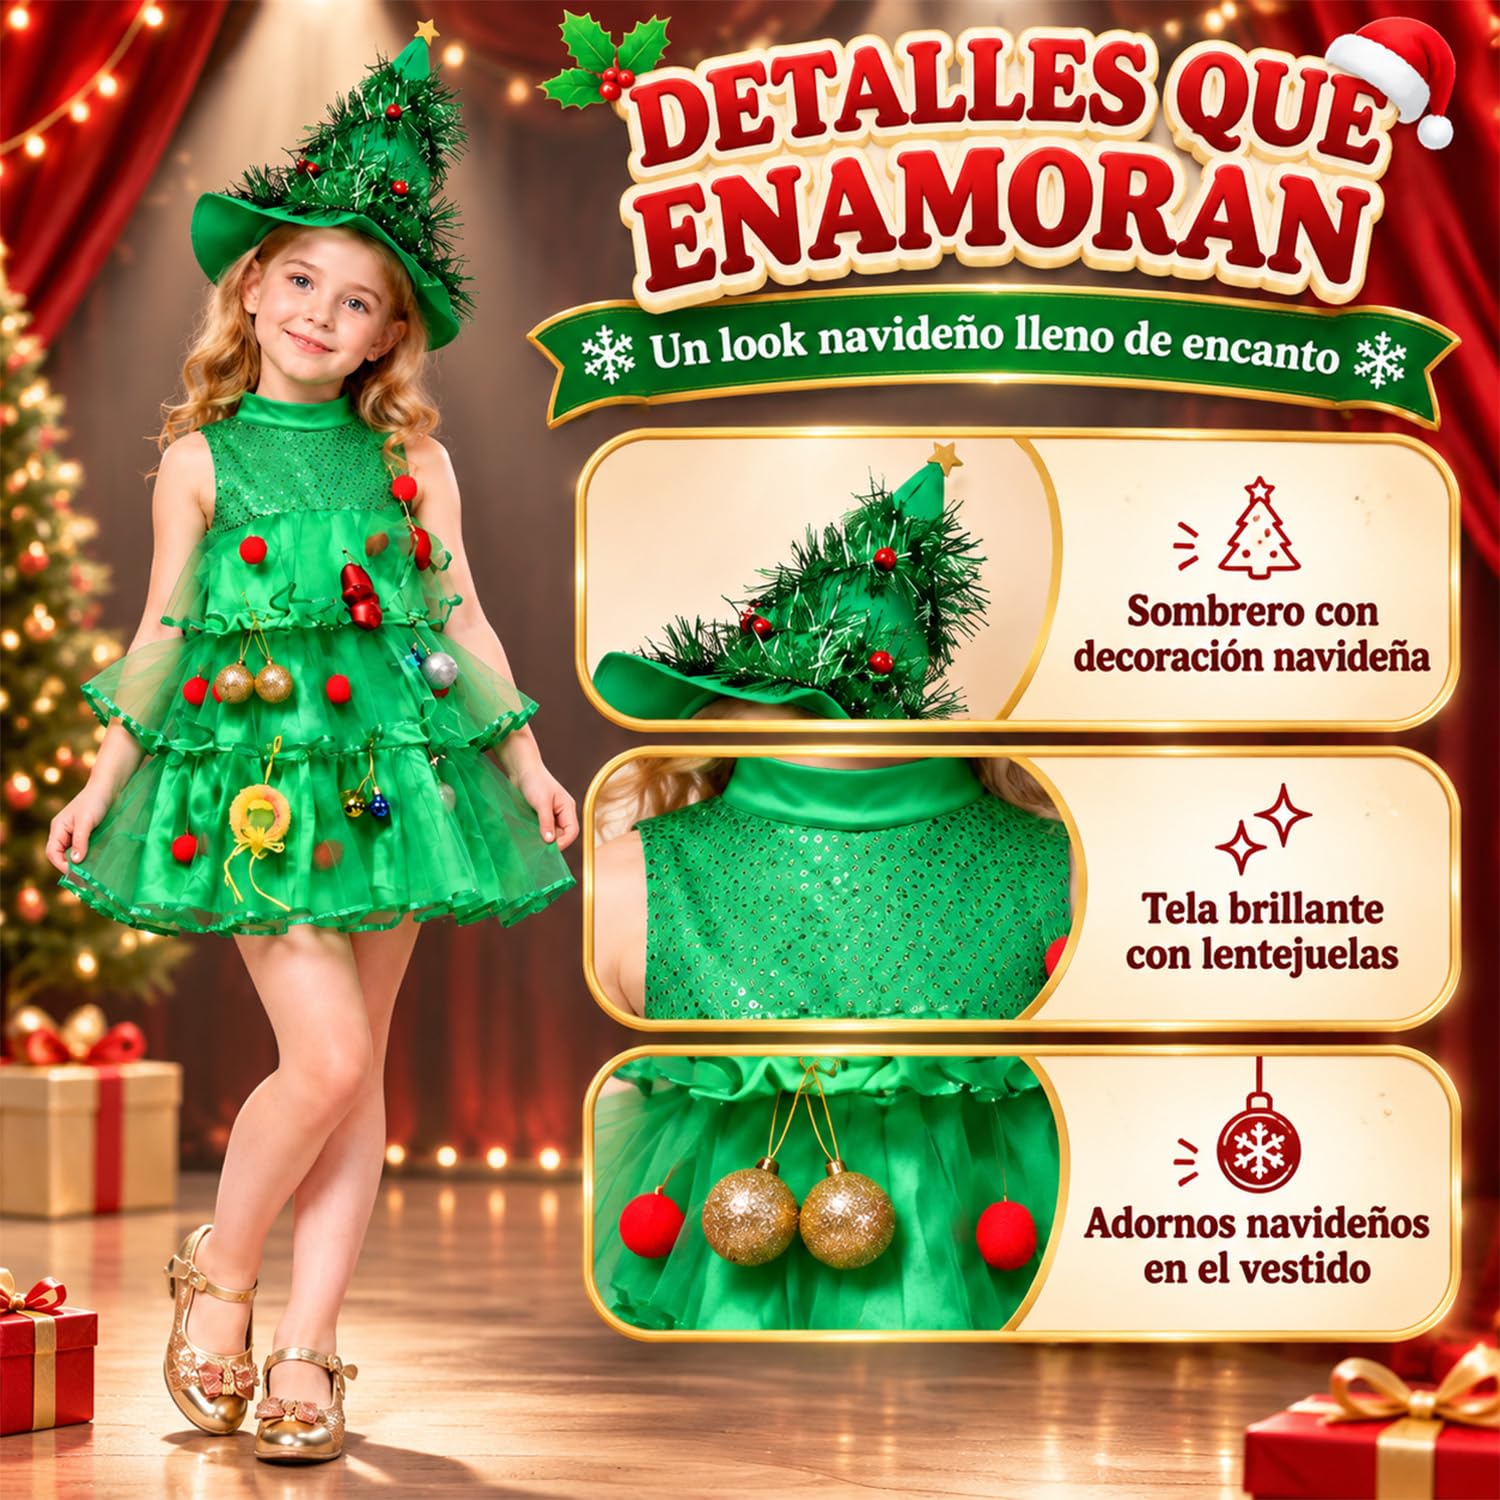 DETALLES QUE
ENAMORAN
Un look navideño lleno de encanto
Sombrero con
decoración navideña
Tela brillante
con lentejuelas
Adornos navideños
en el vestido